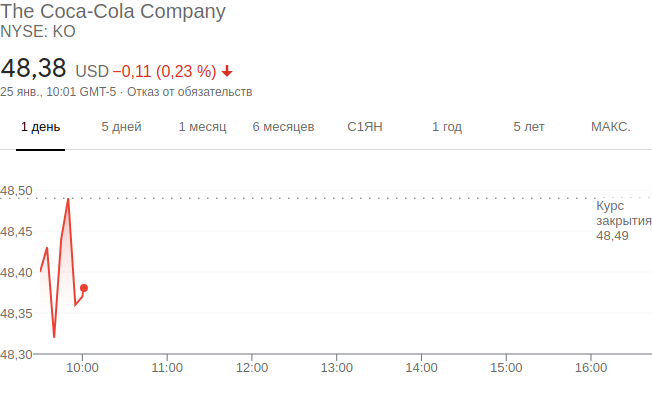 The Coca-Cola Company
NYSE: KO
48,38 USD −0,11 (0,23 %)
25 янв., 10:01 GMT-5 · Отказ от обязательств
1 день 5 дней 1 месяц 6 месяцев С1ЯН 1 год 5 лет МАКС.
48,50
Курс
закрытия
48,49
48,45
48,40
48,35
48,30
10:00 11:00 12:00 13:00 14:00 15:00 16:00